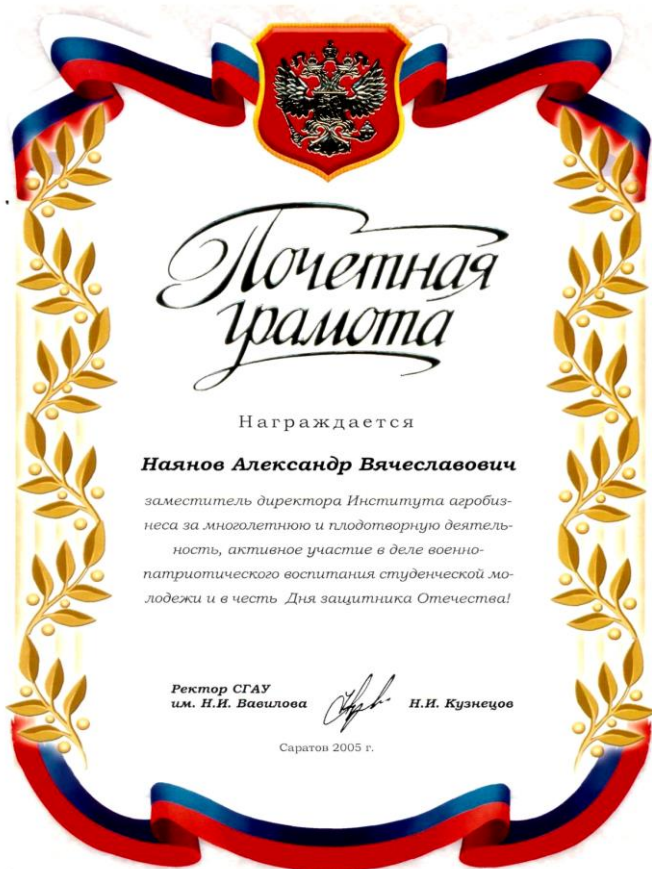 Почетная
грамота
Награждается
Наянов Александр Вячеславович
заместитель директора Института агробиз-
неса за многолетнюю и плодотворную деятель-
ность, активное участие в деле военно-
патриотического воспитания студенческой мо-
лодежи и в честь Дня защитника Отечества!
Ректор СГАУ
им. Н.И. Вавилова Н.И. Кузнецов
Саратов 2005 г.